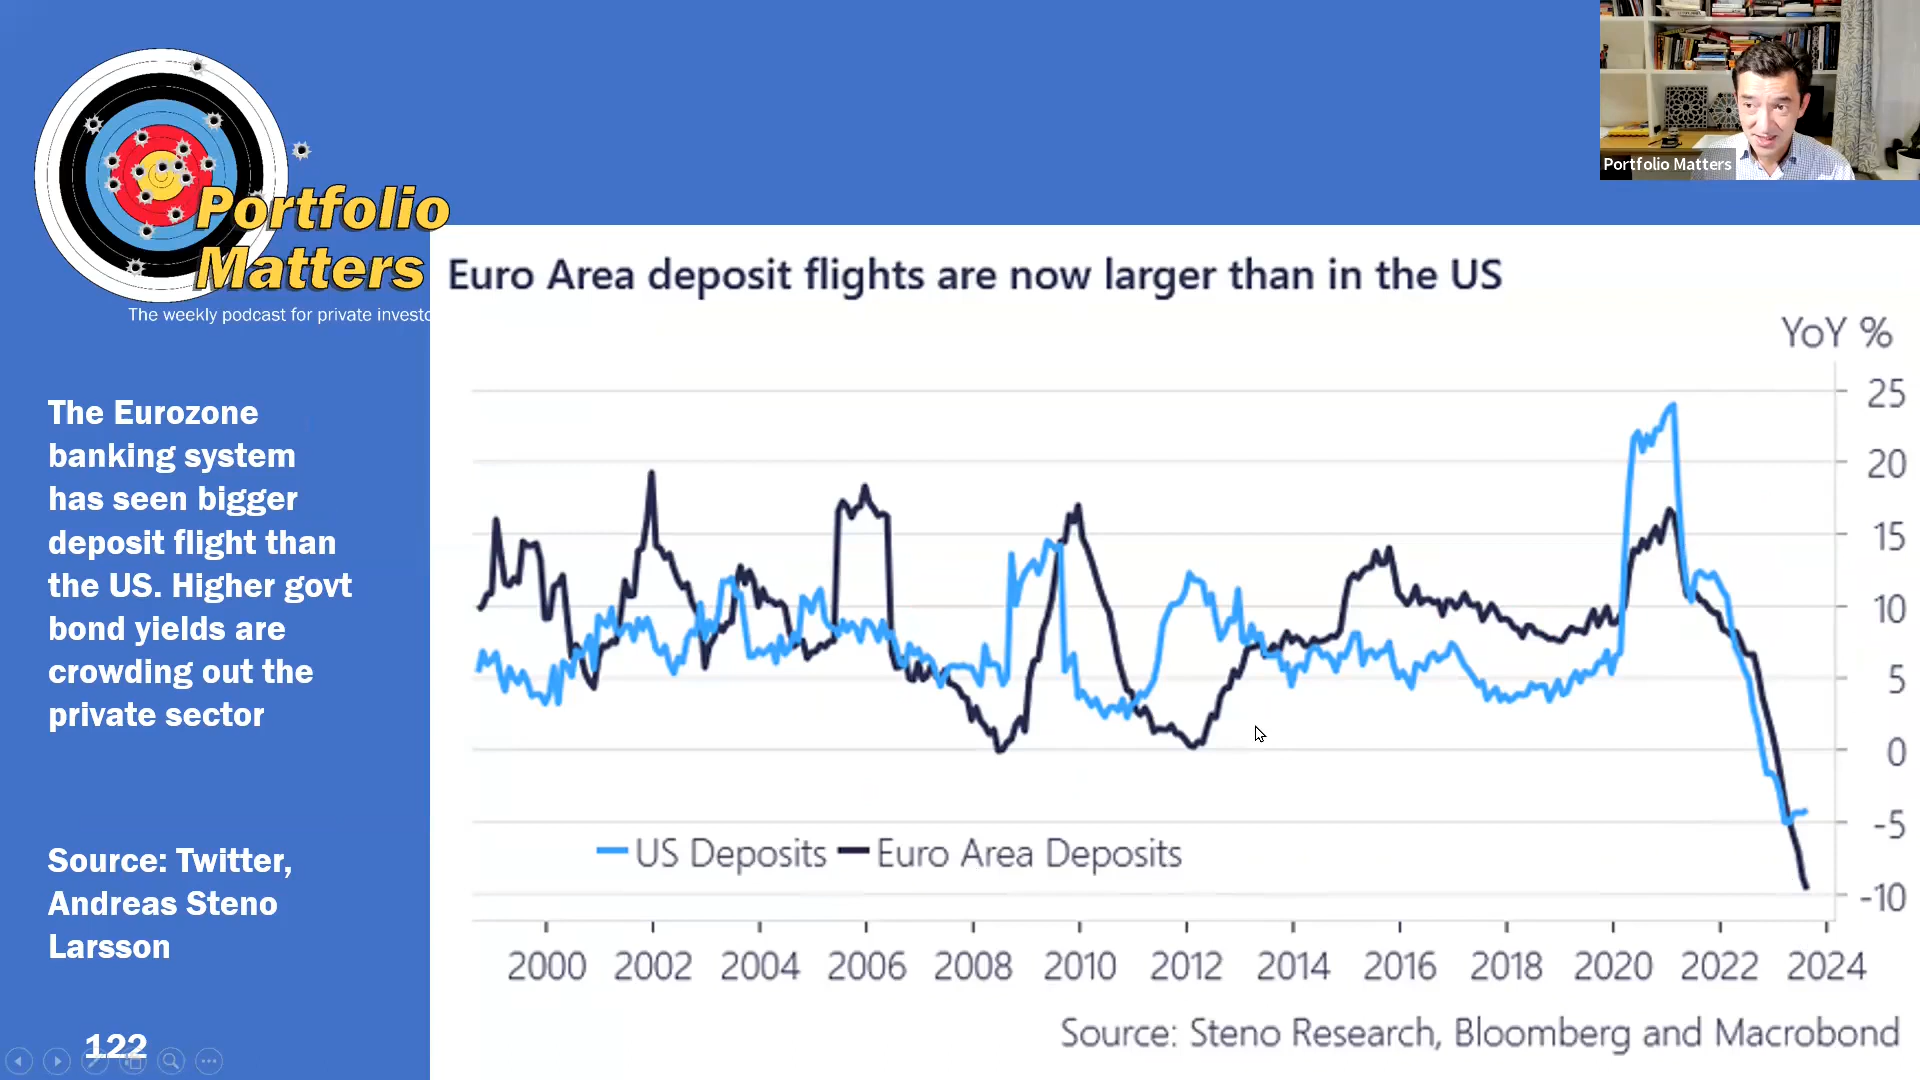 Portfolio Matters
Portfolio
Matters
The weekly podcast for private investo
Euro Area deposit flights are now larger than in the US
YoY %
The Eurozone
banking system
has seen bigger
deposit flight than
the US. Higher govt
bond yields are
crowding out the
private sector
Source: Twitter,
Andreas Steno
Larsson
122
25
20
15
10
5
0
-5
-10
US Deposits Euro Area Deposits
2000 2002 2004 2006 2008 2010 2012 2014 2016 2018 2020 2022 2024
Source: Steno Research, Bloomberg and Macrobond